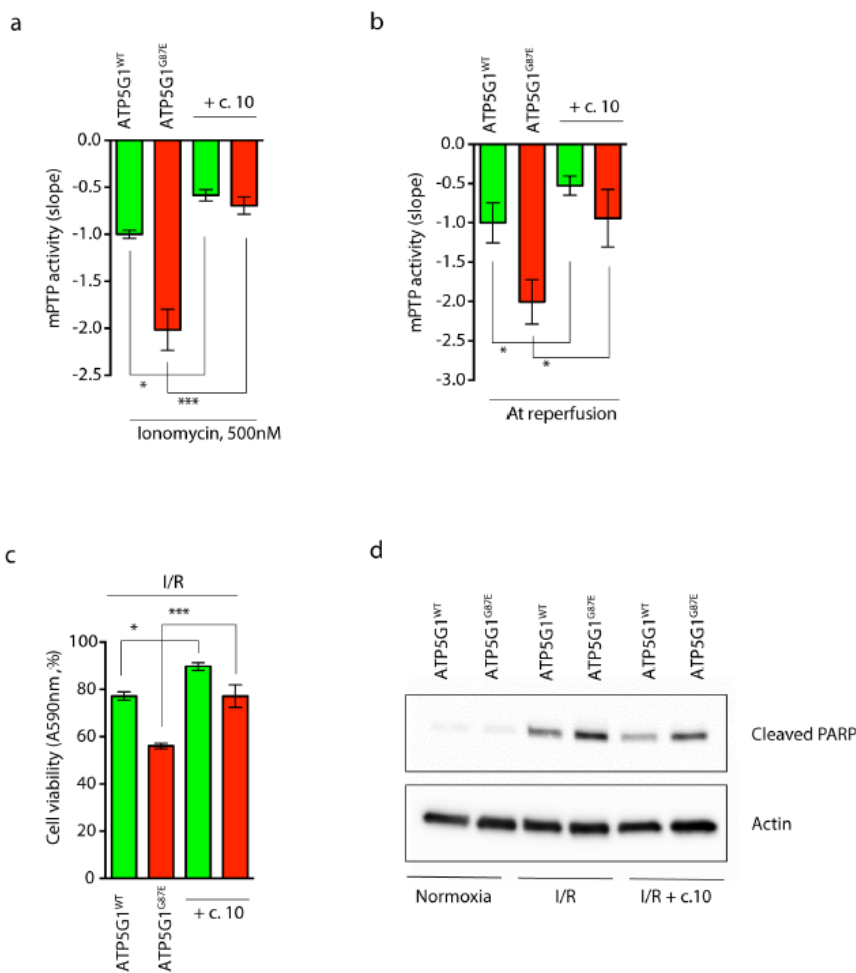 a
ATP5G1WT
ATP5G1G87E
+ c. 10
0.0
-0.5
-1.0
-1.5
-2.0
-2.5
mPTP activity (slope)
*
***
Ionomycin, 500nM
b
ATP5G1WT
ATP5G1G87E
+ c. 10
0.0
-0.5
-1.0
-1.5
-2.0
-2.5
-3.0
mPTP activity (slope)
*
*
At reperfusion
c
I/R
*
***
100
80
60
40
20
0
Cell viability (A590nm ,%)
ATP5G1WT
ATP5G1G87E
+ c. 10
d
ATP5G1WT
ATP5G1G87E
ATP5G1WT
ATP5G1G87E
ATP5G1WT
ATP5G1G87E
Cleaved PARP
Actin
Normoxia
I/R
I/R + c.10